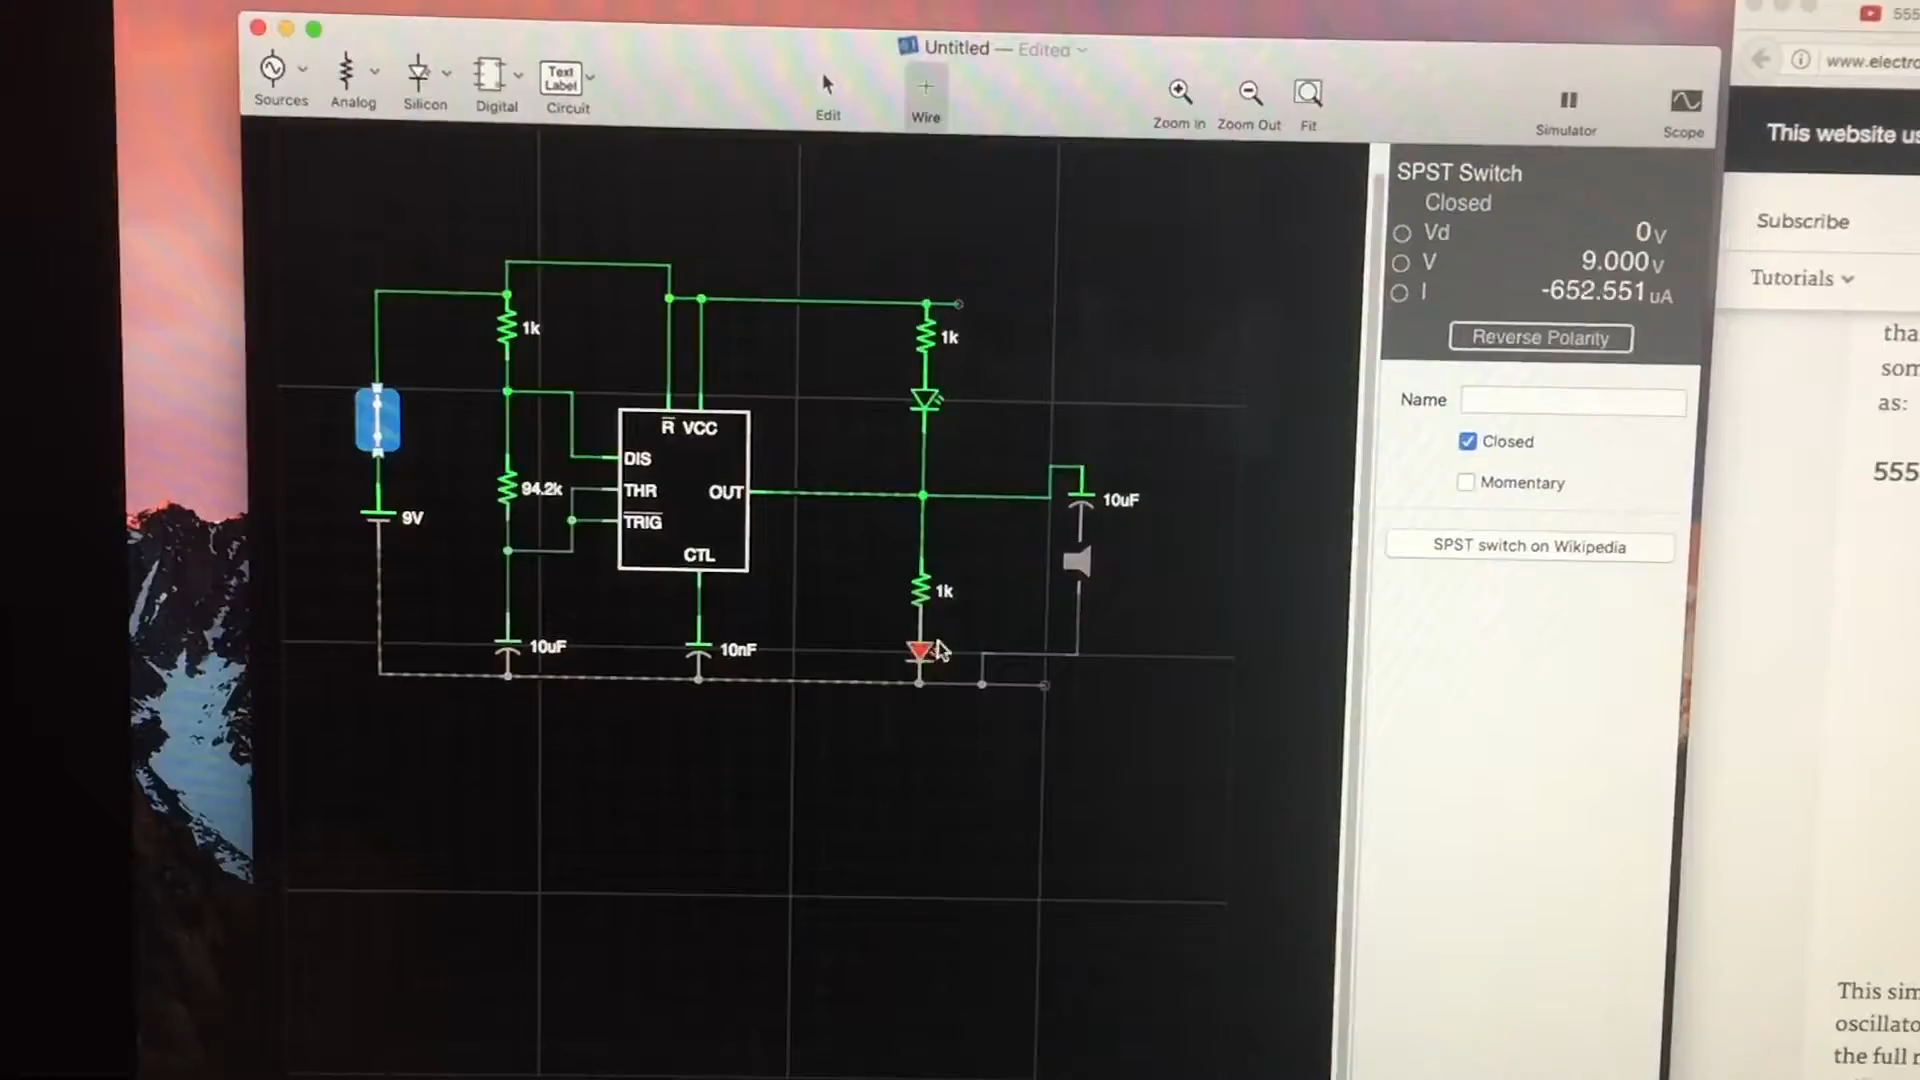 Untitled — Edited
555
www.electro
Sources
Analog
Silicon
Digital
Text
Label
Circuit
Edit
Wire
Zoom In
Zoom Out
Fit
Simulator
Scope
This website us
SPST Switch
Closed
Vd 0V
V 9.000V
I -652.551uA
Reverse Polarity
Name
Closed
Momentary
SPST switch on Wikipedia
Subscribe
Tutorials
tha
som
as:
555
This sim
oscillato
the full r
1k
1k
R VCC
DIS
94.2k
THR
OUT
TRIG
CTL
9V
10uF
1k
10uF
10nF